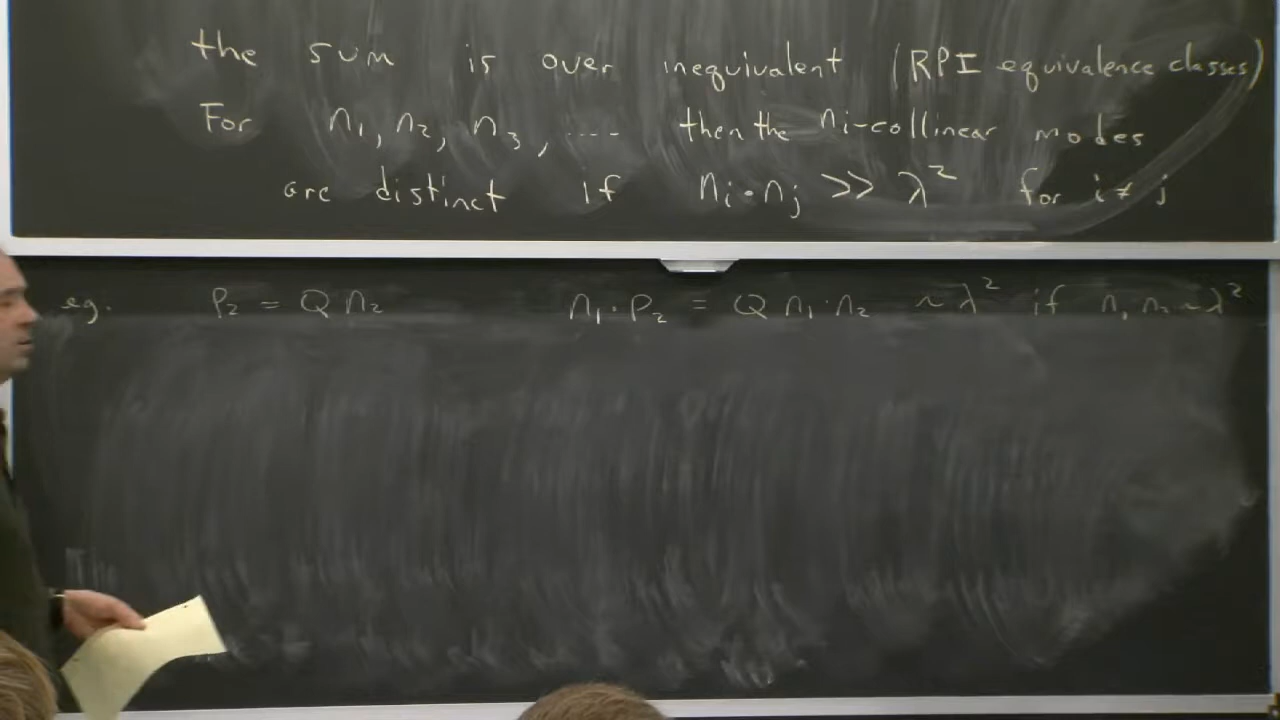 the sum is over inequivalent (RPI equivalence classes)
For n₁, n₂, n₃, .... then the nᵢ-collinear modes
are distinct if nᵢ·nⱼ >> λ² for i ≠ j
eg. P₂ = Q n₂ n₁·P₂ = Q n₁·n₂ ~ λ² if n₁ n₂ ~ λ²